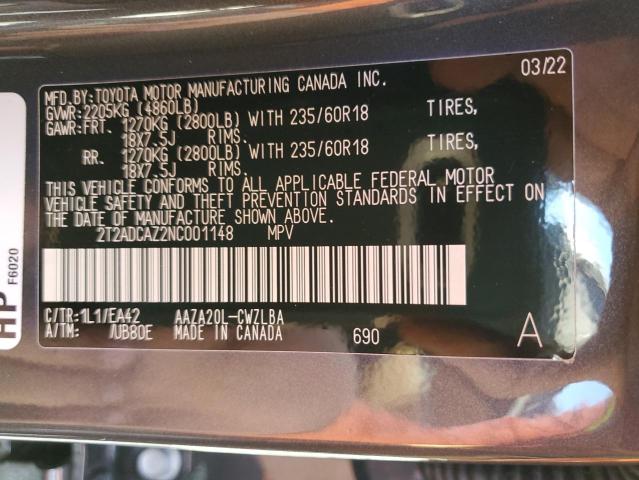 03/22
MFD.BY:TOYOTA MOTOR MANUFACTURING CANADA INC.
GVWR:2205KG (4860LB)
GAWR:FRT. 1270KG (2800LB) WITH 235/60R18 TIRES,
18X7.5J RIMS.
RR. 1270KG (2800LB) WITH 235/60R18 TIRES,
18X7.5J RIMS.
THIS VEHICLE CONFORMS TO ALL APPLICABLE FEDERAL MOTOR
VEHICLE SAFETY AND THEFT PREVENTION STANDARDS IN EFFECT ON
THE DATE OF MANUFACTURE SHOWN ABOVE.
2T2ADCAZ2NC001148 MPV
C/TR:1L1/EA42 AAZA20L-CWZLBA
A/TM: /UB80E MADE IN CANADA 690 A
HP
F6020